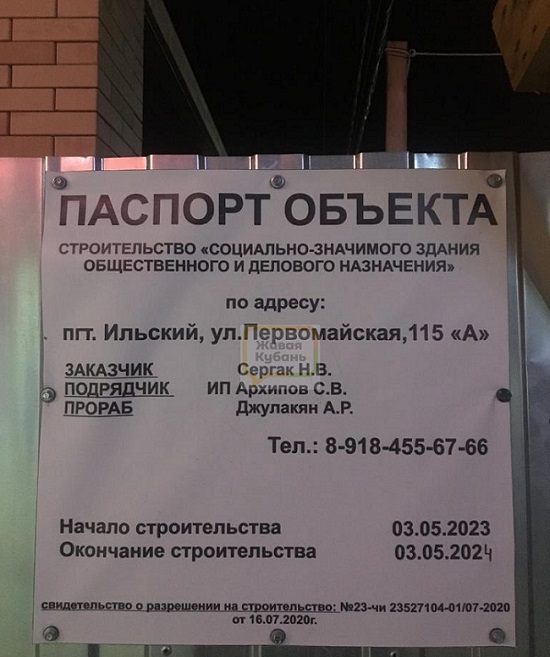 ПАСПОРТ ОБЪЕКТА
СТРОИТЕЛЬСТВО «СОЦИАЛЬНО-ЗНАЧИМОГО ЗДАНИЯ
ОБЩЕСТВЕННОГО И ДЕЛОВОГО НАЗНАЧЕНИЯ»
по адресу:
пгт. Ильский, ул.Первомайская,115 «А»
Живая
Кубань
ЗАКАЗЧИК Сергак Н.В.
ПОДРЯДЧИК ИП Архипов С.В.
ПРОРАБ Джулакян А.Р.
Тел.: 8-918-455-67-66
Начало строительства 03.05.2023
Окончание строительства 03.05.2024
свидетельство о разрешении на строительство: №23-чи 23527104-01/07-2020
от 16.07.2020г.